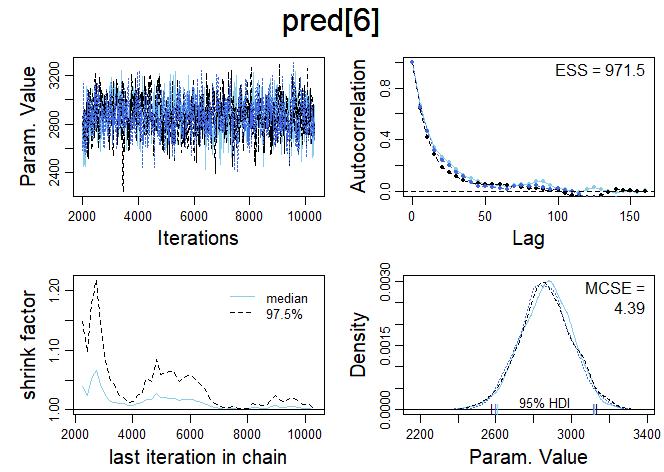 pred[6]
Param. Value
2400 2800 3200
2000 4000 6000 8000 10000
Iterations
Autocorrelation
0.0 0.4 0.8
ESS = 971.5
0 50 100 150
Lag
shrink factor
1.00 1.10 1.20
median
97.5%
2000 4000 6000 8000 10000
last iteration in chain
Density
0.0000 0.0015 0.0030
MCSE =
4.39
95% HDI
2200 2600 3000 3400
Param. Value